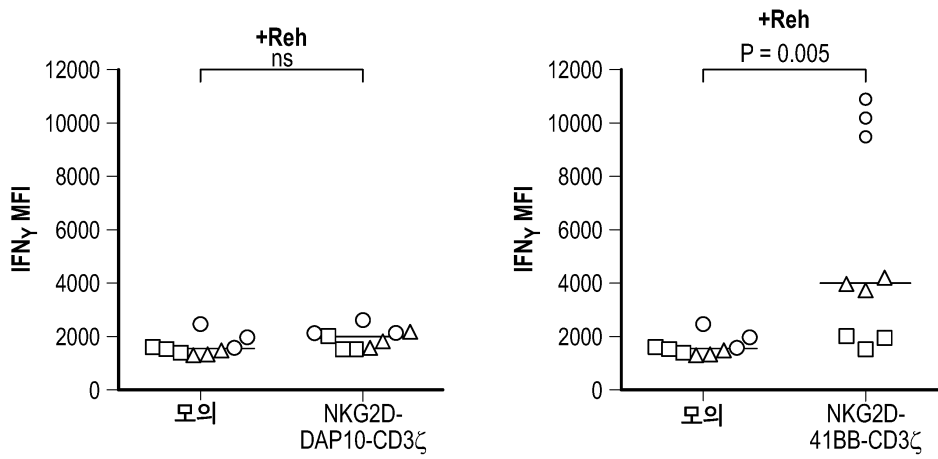 +Reh
ns
12000
10000
8000
6000
4000
2000
0
IFNγ MFI
모의
NKG2D-
DAP10-CD3ζ
+Reh
P = 0.005
12000
10000
8000
6000
4000
2000
0
IFNγ MFI
모의
NKG2D-
41BB-CD3ζ